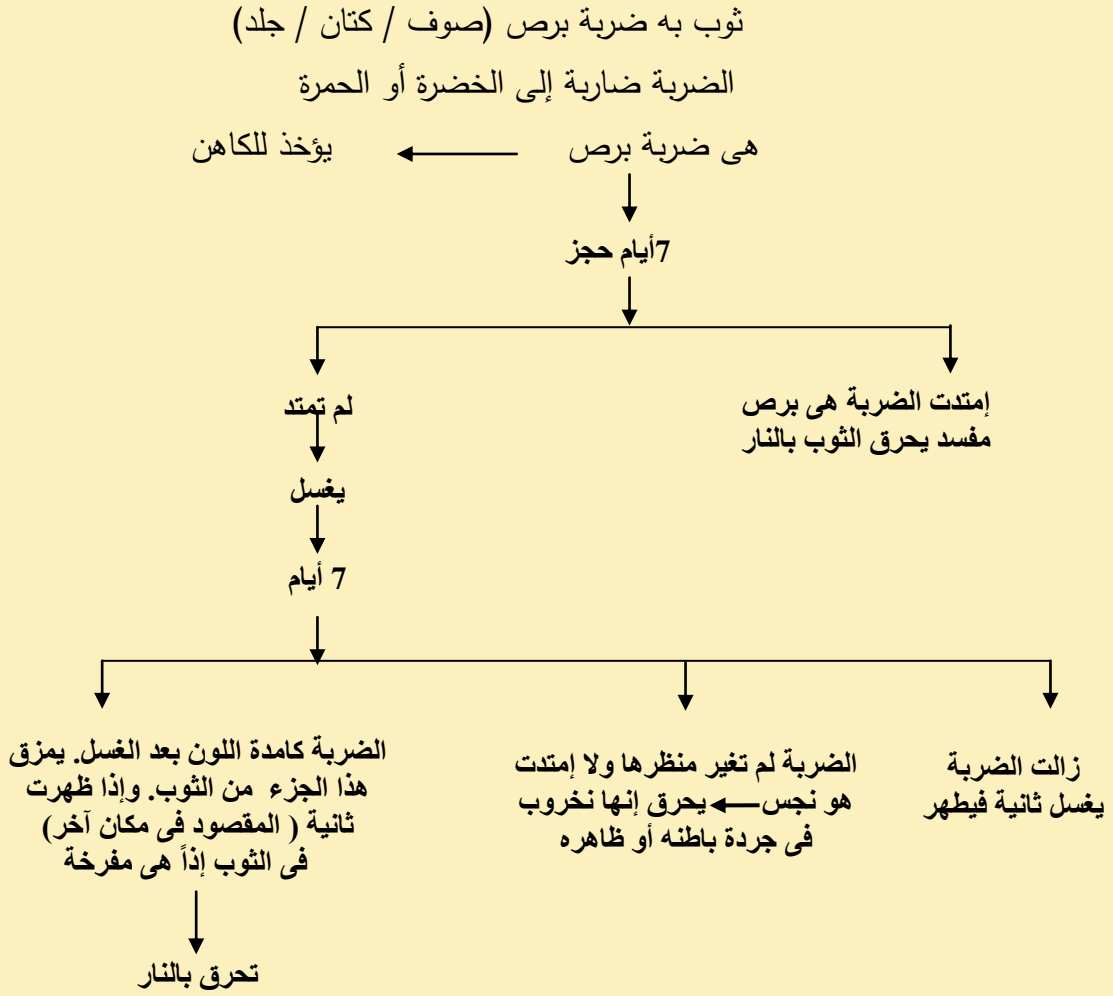 ثوب به ضربة برص (صوف / كتان / جلد)
الضربة ضاربة إلى الخضرة أو الحمرة
هى ضربة برص
يؤخذ للكاهن
7أيام حجز
إمتدت الضربة هى برص
مفسد يحرق الثوب بالنار
لم تمتد
يغسل
7 أيام
زالت الضربة
يغسل ثانية فيطهر
الضربة لم تغير منظرها ولا إمتدت
هو نجس يحرق إنها نخروب
فى جردة باطنه أو ظاهره
الضربة كامدة اللون بعد الغسل. يمزق
هذا الجزء من الثوب. وإذا ظهرت
ثانية ( المقصود فى مكان آخر)
فى الثوب إذاً هى مفرخة
تحرق بالنار